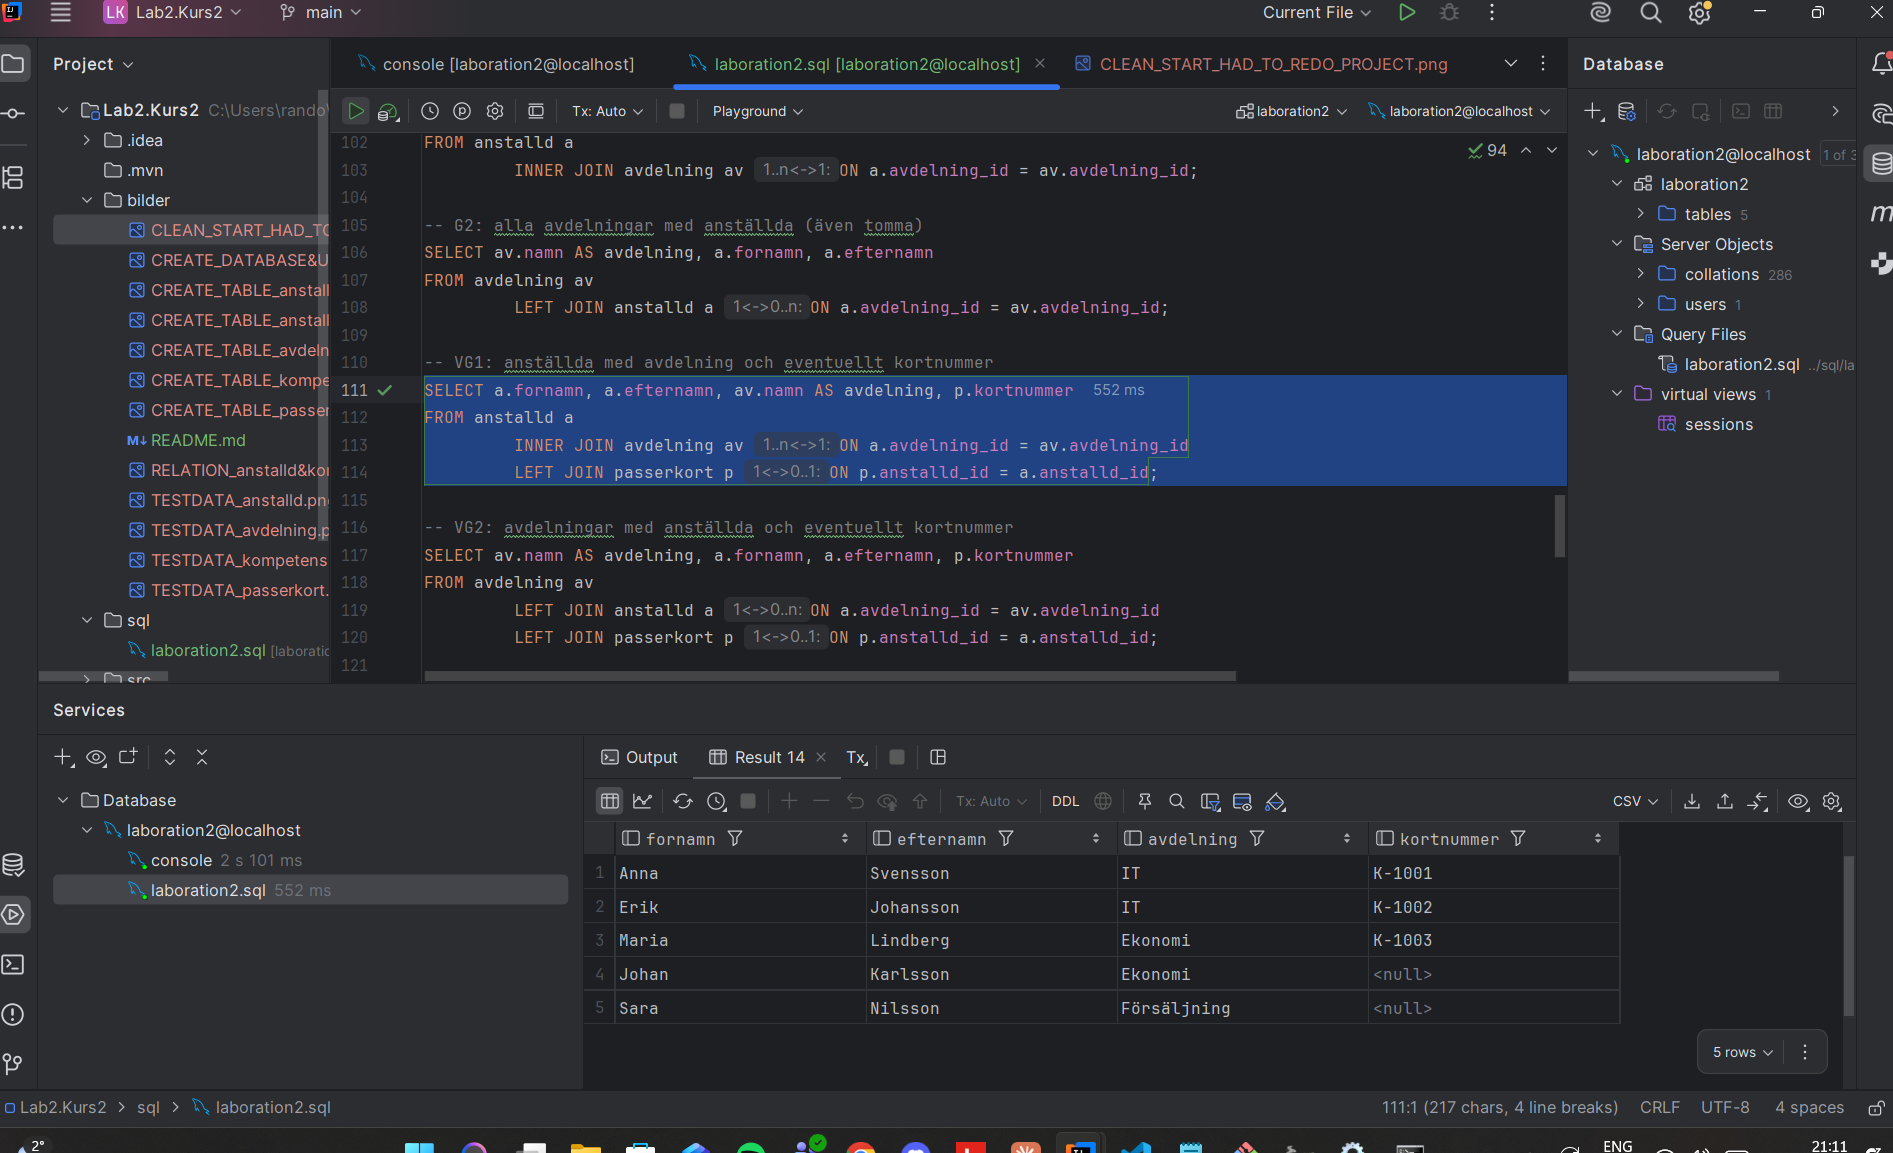 LK Lab2.Kurs2 main Current File
Project
console [laboration2@localhost] laboration2.sql [laboration2@localhost] CLEAN_START_HAD_TO_REDO_PROJECT.png
Database
Tx: Auto Playground laboration2 laboration2@localhost
Lab2.Kurs2 C:\Users\rando
.idea
.mvn
bilder
CLEAN_START_HAD_TO
CREATE_DATABASE&U
CREATE_TABLE_anstall
CREATE_TABLE_anstall
CREATE_TABLE_avdeln
CREATE_TABLE_kompe
CREATE_TABLE_passer
M↓ README.md
RELATION_anstalld&ko
TESTDATA_anstalld.pn
TESTDATA_avdelning.p
TESTDATA_kompetens
TESTDATA_passerkort.
sql
laboration2.sql [laboratio
src
94
102 FROM anstalld a
103 INNER JOIN avdelning av 1..n<->1: ON a.avdelning_id = av.avdelning_id;
104
105 -- G2: alla avdelningar med anställda (även tomma)
106 SELECT av.namn AS avdelning, a.fornamn, a.efternamn
107 FROM avdelning av
108 LEFT JOIN anstalld a 1<->0..n: ON a.avdelning_id = av.avdelning_id;
109
110 -- VG1: anställda med avdelning och eventuellt kortnummer
111 SELECT a.fornamn, a.efternamn, av.namn AS avdelning, p.kortnummer 552 ms
112 FROM anstalld a
113 INNER JOIN avdelning av 1..n<->1: ON a.avdelning_id = av.avdelning_id
114 LEFT JOIN passerkort p 1<->0..1: ON p.anstalld_id = a.anstalld_id;
115
116 -- VG2: avdelningar med anställda och eventuellt kortnummer
117 SELECT av.namn AS avdelning, a.fornamn, a.efternamn, p.kortnummer
118 FROM avdelning av
119 LEFT JOIN anstalld a 1<->0..n: ON a.avdelning_id = av.avdelning_id
120 LEFT JOIN passerkort p 1<->0..1: ON p.anstalld_id = a.anstalld_id;
121
laboration2@localhost 1 of 3
laboration2
tables 5
Server Objects
collations 286
users 1
Query Files
laboration2.sql ../sql/la
virtual views 1
sessions
m
Services
Database
laboration2@localhost
console 2 s 101 ms
laboration2.sql 552 ms
Output Result 14 Tx
Tx: Auto DDL CSV
fornamn efternamn avdelning kortnummer
1 Anna Svensson IT K-1001
2 Erik Johansson IT K-1002
3 Maria Lindberg Ekonomi K-1003
4 Johan Karlsson Ekonomi <null>
5 Sara Nilsson Försäljning <null>
5 rows
Lab2.Kurs2 > sql > laboration2.sql
111:1 (217 chars, 4 line breaks) CRLF UTF-8 4 spaces
2°
ENG
21:11